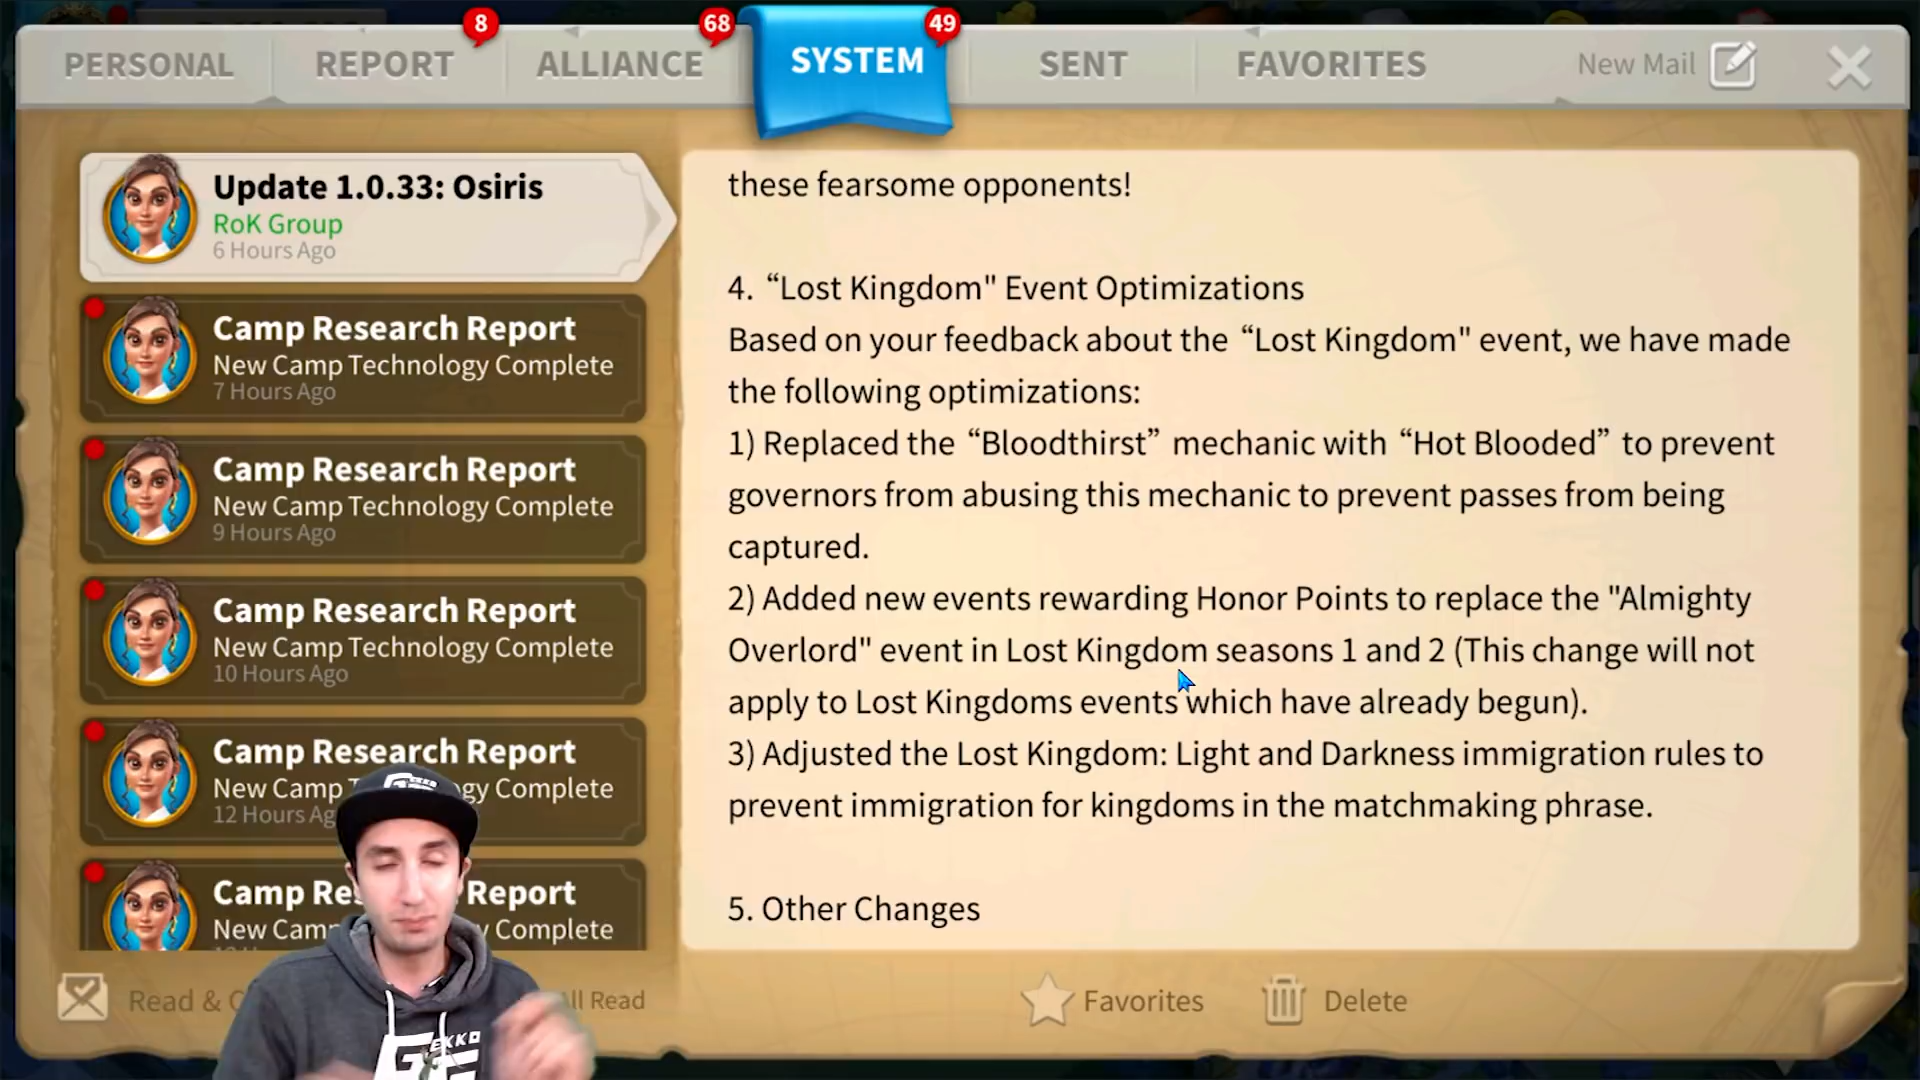 8
68
49
PERSONAL
REPORT
ALLIANCE
SYSTEM
SENT
FAVORITES
New Mail
Update 1.0.33: Osiris
RoK Group
6 Hours Ago
Camp Research Report
New Camp Technology Complete
7 Hours Ago
Camp Research Report
New Camp Technology Complete
9 Hours Ago
Camp Research Report
New Camp Technology Complete
10 Hours Ago
Camp Research Report
New Camp Complete
12 Hours
Camp Report
New Complete
these fearsome opponents!
4. “Lost Kingdom" Event Optimizations
Based on your feedback about the “Lost Kingdom" event, we have made
the following optimizations:
1) Replaced the “Bloodthirst” mechanic with “Hot Blooded” to prevent
governors from abusing this mechanic to prevent passes from being
captured.
2) Added new events rewarding Honor Points to replace the "Almighty
Overlord" event in Lost Kingdom seasons 1 and 2 (This change will not
apply to Lost Kingdoms events which have already begun).
3) Adjusted the Lost Kingdom: Light and Darkness immigration rules to
prevent immigration for kingdoms in the matchmaking phrase.
5. Other Changes
Read &
Read
Favorites
Delete